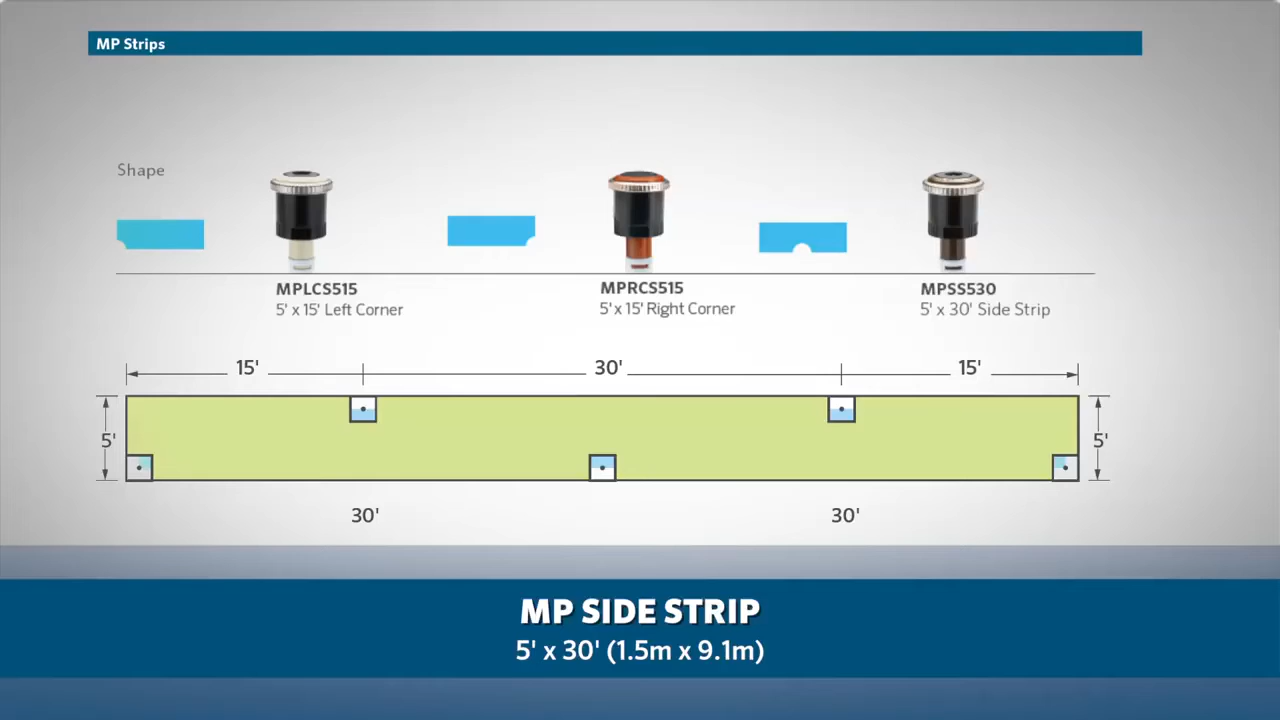 MP Strips
Shape
MPLCS515
5' x 15' Left Corner
MPRCS515
5' x 15' Right Corner
MPSS530
5' x 30' Side Strip
15'
30'
15'
5'
5'
30'
30'
MP SIDE STRIP
5' x 30' (1.5m x 9.1m)